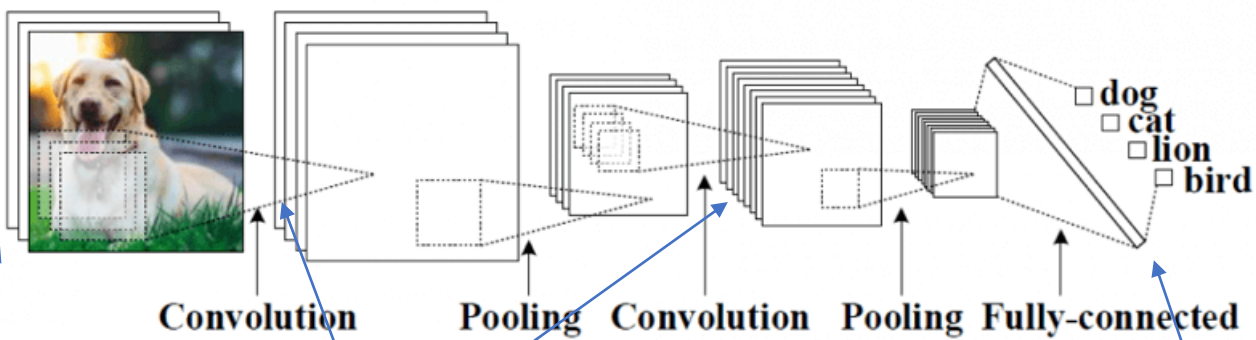 dog
cat
lion
bird
Convolution Pooling Convolution Pooling Fully-connected